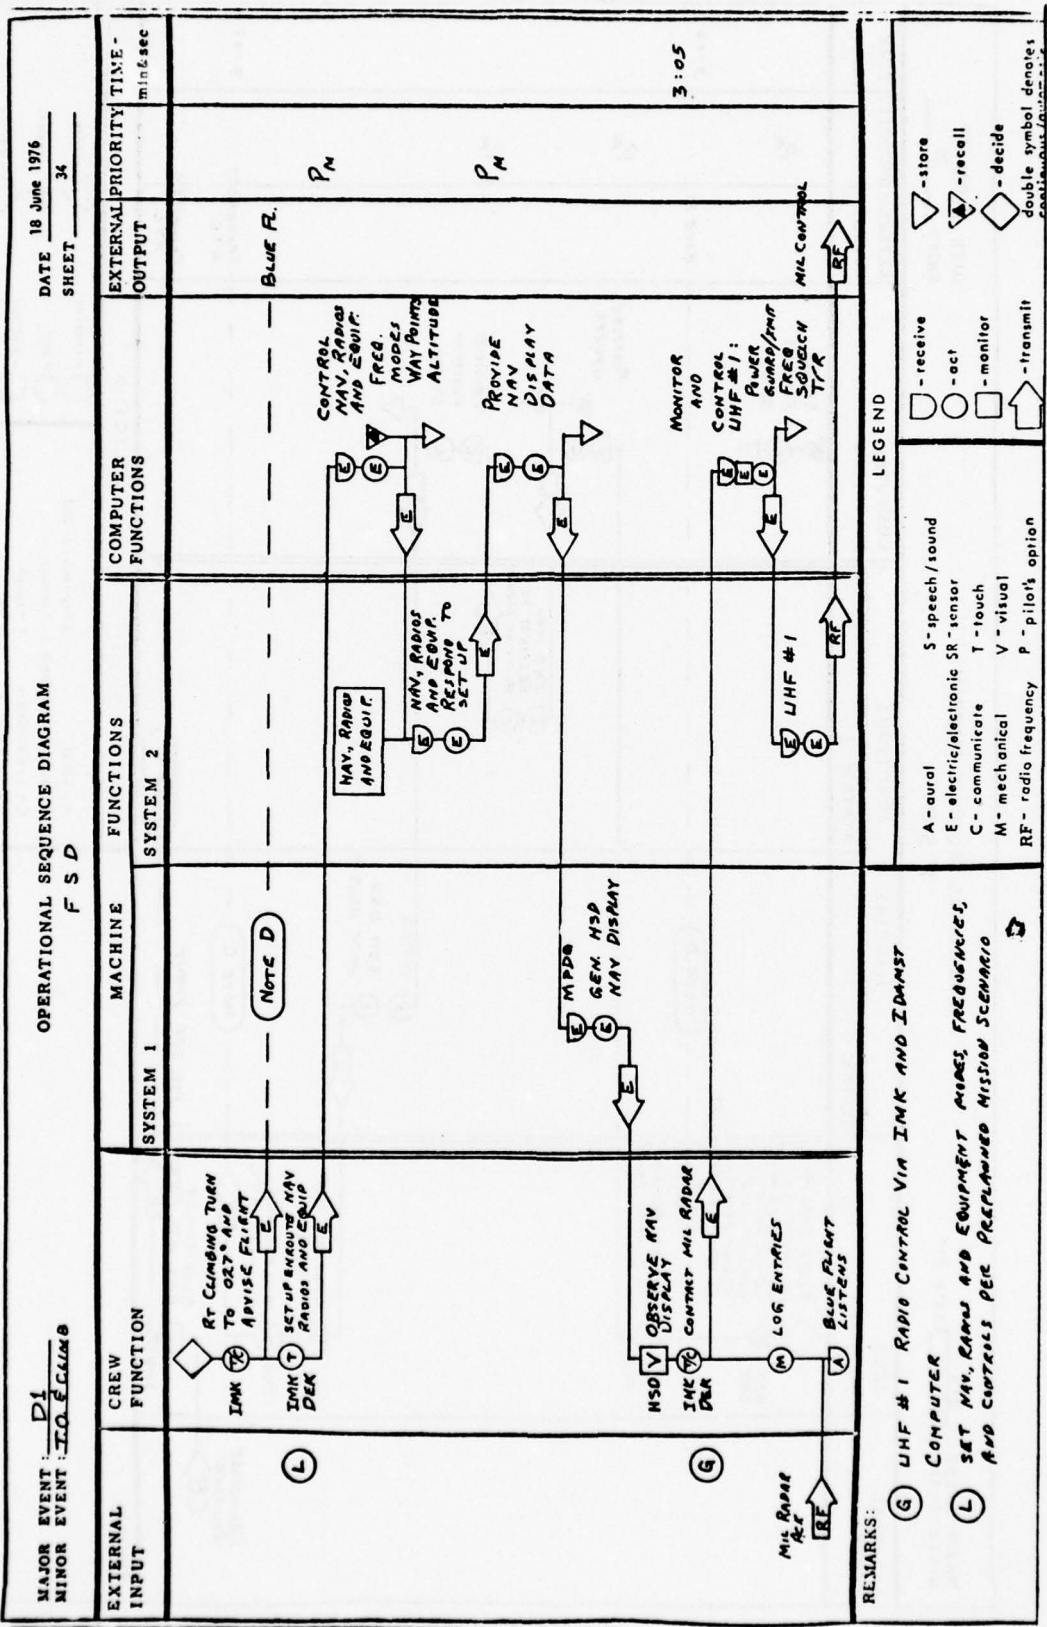 MAJOR EVENT: D1
MINOR EVENT: T.O. & CLIMB
OPERATIONAL SEQUENCE DIAGRAM
F S D
DATE 18 June 1976
SHEET 34
EXTERNAL INPUT
CREW FUNCTION
MACHINE FUNCTIONS
SYSTEM 1
SYSTEM 2
COMPUTER FUNCTIONS
EXTERNAL OUTPUT
PRIORITY
TIME-
min&sec
RT CLIMBING TURN
TO 027° AND
ADVISE FLIGHT
IMK T/C
C
NOTE D
BLUE FL.
L
IMK
DEK
T
SET UP ENROUTE NAV
RADIOS AND EQUIP
E
CONTROL
NAV, RADIOS
AND EQUIP:
FREQ.
MODES
WAY POINTS
ALTITUDE
PM
E
E
E
NAV., RADIOS
AND EQUIP.
NAV, RADIOS
AND EQUIP.
RESPOND TO
SET UP
E
E
E
PROVIDE
NAV
DISPLAY
DATA
PM
E
E
E
MPDG
GEN. HSD
NAV DISPLAY
E
E
E
HSD V
OBSERVE NAV
DISPLAY
G
IMK
DEK
T/C
CONTACT MIL RADAR
E
MONITOR
AND
CONTROL
UHF #1:
POWER
GUARD/XMIT
FREQ
SQUELCH
T/R
3:05
E
E
E
E
UHF #1
E
E
RF
MIL CONTROL
RF
M
LOG ENTRIES
MIL RADAR
ACK
RF
A
BLUE FLIGHT
LISTENS
REMARKS:
G UHF #1 RADIO CONTROL VIA IMK AND IDAMST
COMPUTER
L SET NAV., RADIOS AND EQUIPMENT MODES, FREQUENCIES,
AND CONTROLS PER PREPLANNED MISSION SCENARIO
LEGEND
A - aural
S - speech/sound
E - electric/electronic
SR - sensor
C - communicate
T - touch
M - mechanical
V - visual
RF - radio frequency
P - pilot's option
- receive
- act
- monitor
- transmit
- store
- recall
- decide
double symbol denotes
continuous/automatic